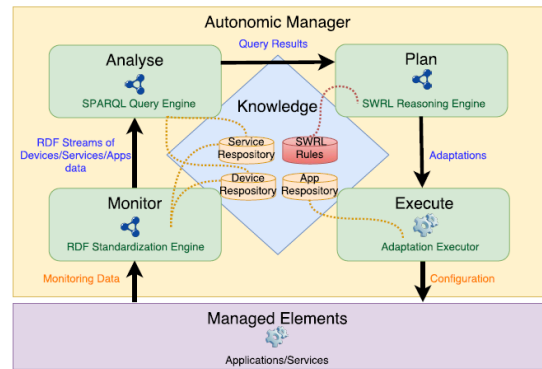 Autonomic Manager
Analyse
SPARQL Query Engine
Query Results
Plan
SWRL Reasoning Engine
Knowledge
Service
Respository
SWRL
Rules
Device
Respository
App
Respository
RDF Streams of
Devices/Services/Apps
data
Adaptations
Monitor
RDF Standardization Engine
Execute
Adaptation Executor
Monitoring Data
Configuration
Managed Elements
Applications/Services